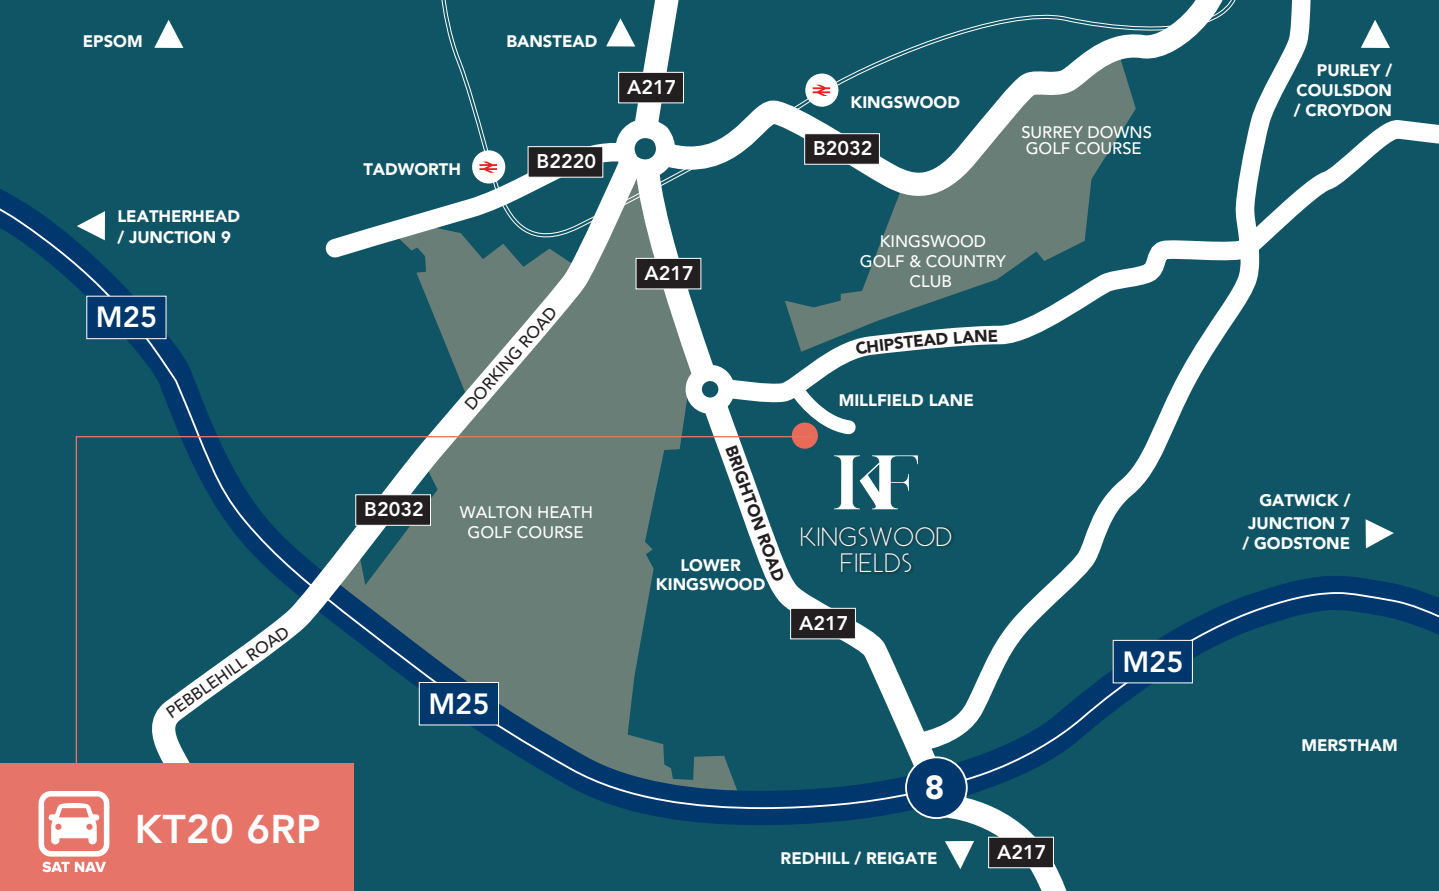 EPSOM
BANSTEAD
A217
PURLEY /
COULSDON
/ CROYDON
KINGSWOOD
SURREY DOWNS
GOLF COURSE
B2032
B2220
TADWORTH
LEATHERHEAD
/ JUNCTION 9
KINGSWOOD
GOLF & COUNTRY
CLUB
A217
M25
DORKING ROAD
CHIPSTEAD LANE
MILLFIELD LANE
KF
KINGSWOOD
FIELDS
BRIGHTON ROAD
B2032
WALTON HEATH
GOLF COURSE
GATWICK /
JUNCTION 7
/ GODSTONE
LOWER
KINGSWOOD
A217
PEBBLEHILL ROAD
M25
M25
MERSTHAM
8
KT20 6RP
SAT NAV
REDHILL / REIGATE
A217